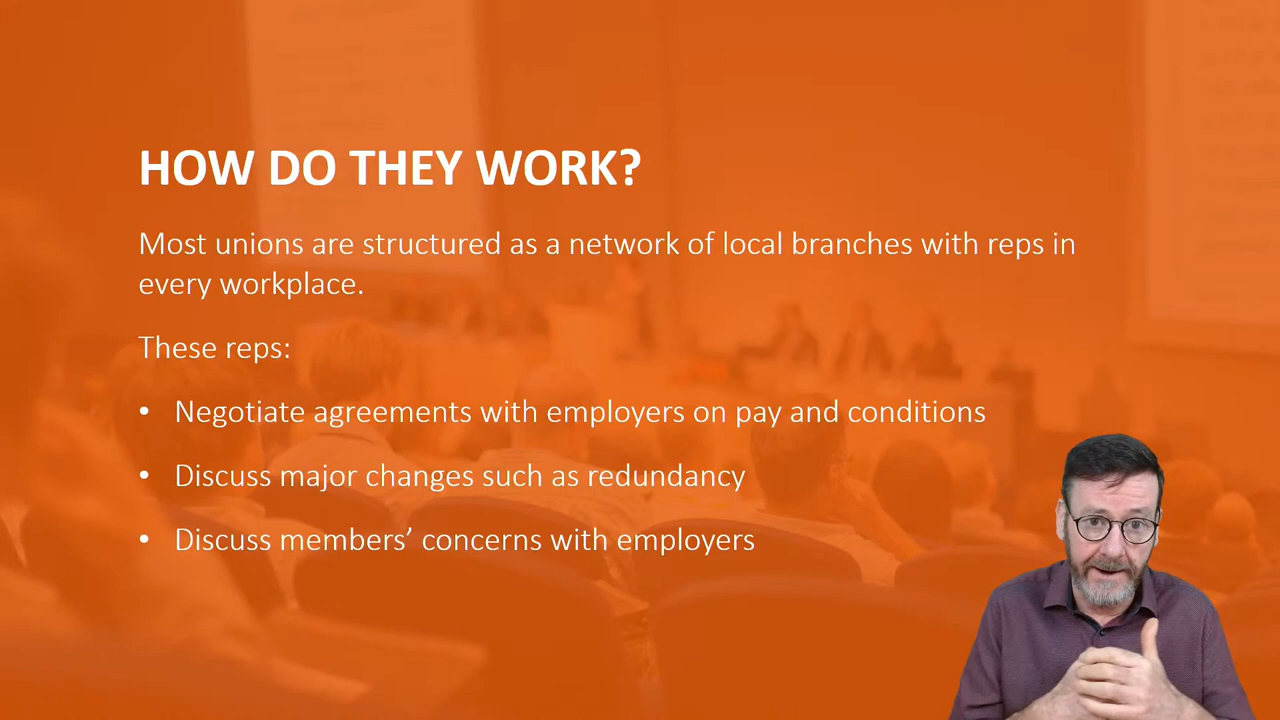 HOW DO THEY WORK?
Most unions are structured as a network of local branches with reps in
every workplace.
These reps:
• Negotiate agreements with employers on pay and conditions
• Discuss major changes such as redundancy
• Discuss members’ concerns with employers